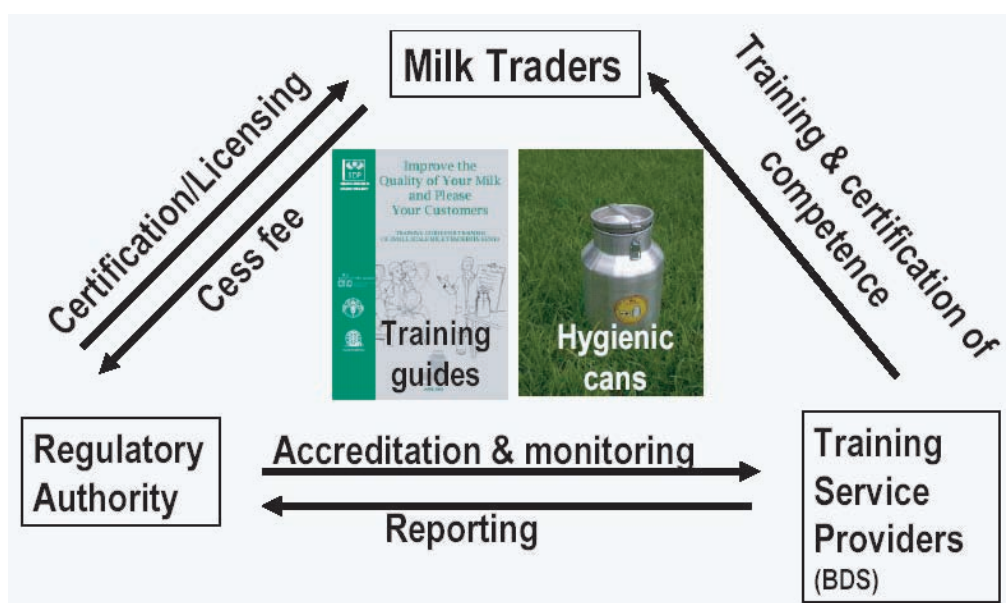 Milk Traders
Certification/Licensing
Cess fee
Training & certification of
competence
Improve the
Quality of Your Milk
and Please
Your Customers
Training
guides
Hygienic
cans
Regulatory
Authority
Accreditation & monitoring
Reporting
Training
Service
Providers
(BDS)